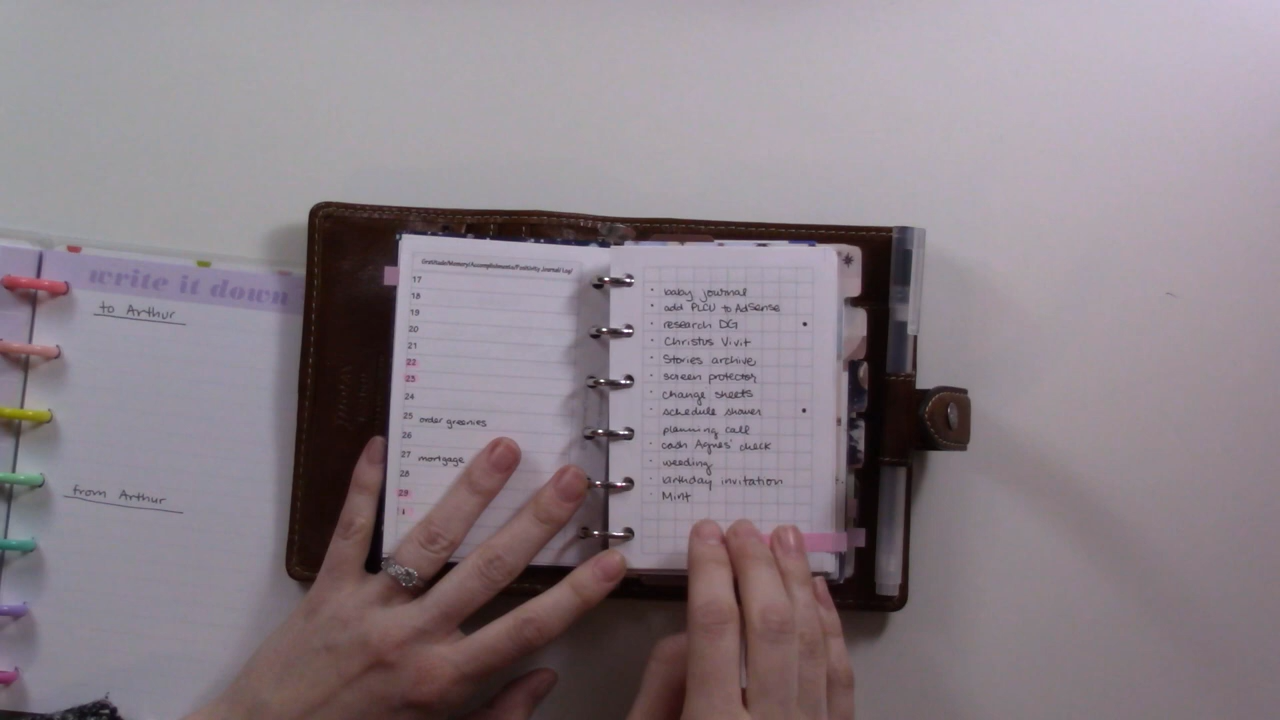 write it down
to Arthur
from Arthur
Gratitude/Memory/Accomplishments/Positivity Journal Log/
17
18
19
20
21
22
23
24
25 order greenies
26
27 mortgage
28
29
1
· baby journal
· add PLCU to AdSense
· research DG •
· Christus Vivit
· Stories archive
· screen protector
· change sheets
· schedule shower •
planning call
· cash Agnes' check
· weeding
· birthday invitation
· Mint